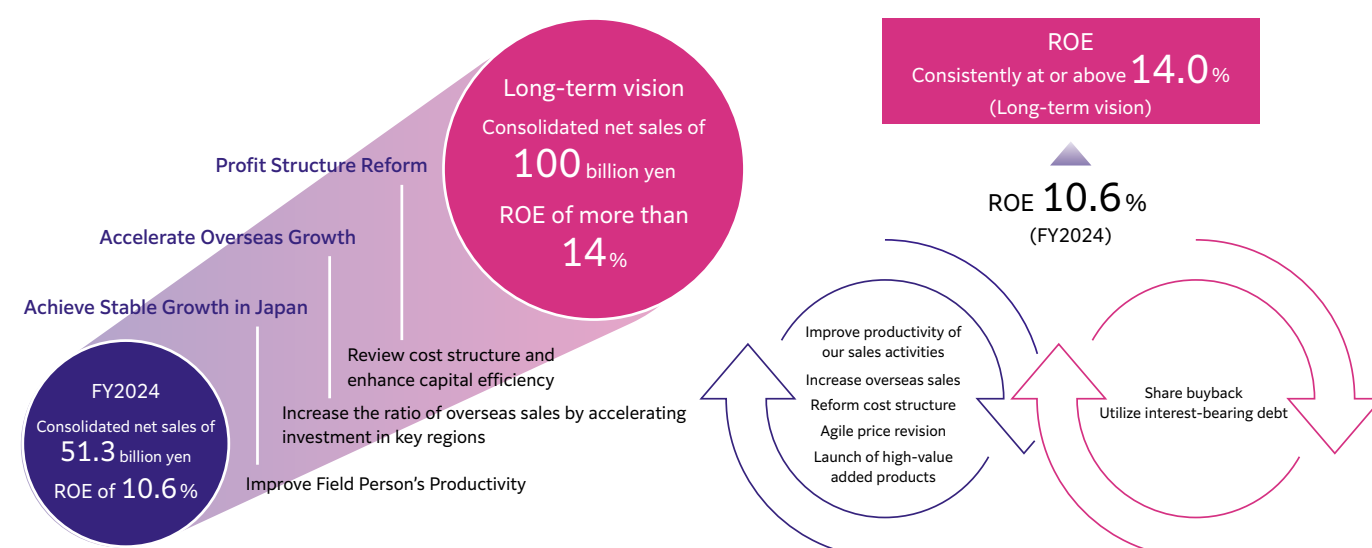 Long-term vision
Consolidated net sales of
100 billion yen
ROE of more than
14%
Profit Structure Reform
Accelerate Overseas Growth
Achieve Stable Growth in Japan
Review cost structure and
enhance capital efficiency
Increase the ratio of overseas sales by accelerating
investment in key regions
Improve Field Person’s Productivity
FY2024
Consolidated net sales of
51.3 billion yen
ROE of 10.6%
ROE
Consistently at or above 14.0%
(Long-term vision)
ROE 10.6%
(FY2024)
Improve productivity of
our sales activities
Increase overseas sales
Reform cost structure
Agile price revision
Launch of high-value
added products
Share buyback
Utilize interest-bearing debt